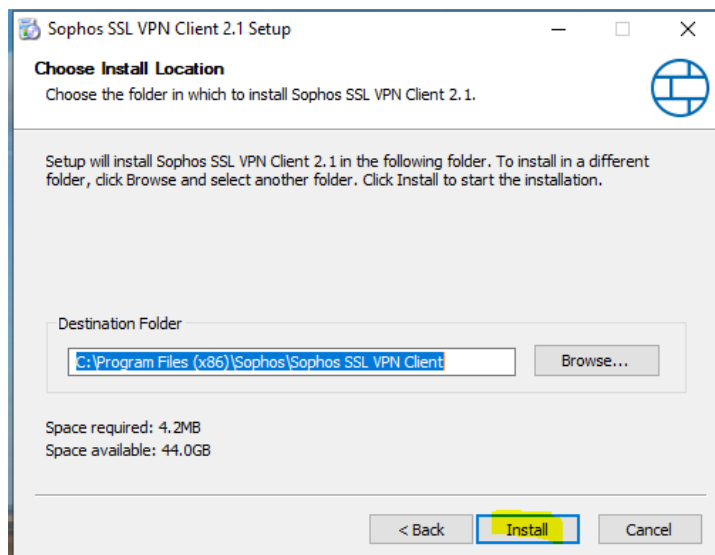 Sophos SSL VPN Client 2.1 Setup
Choose Install Location
Choose the folder in which to install Sophos SSL VPN Client 2.1.
Setup will install Sophos SSL VPN Client 2.1 in the following folder. To install in a different
folder, click Browse and select another folder. Click Install to start the installation.
Destination Folder
C:\Program Files (x86)\Sophos\Sophos SSL VPN Client
Browse...
Space required: 4.2MB
Space available: 44.0GB
< Back
Install
Cancel